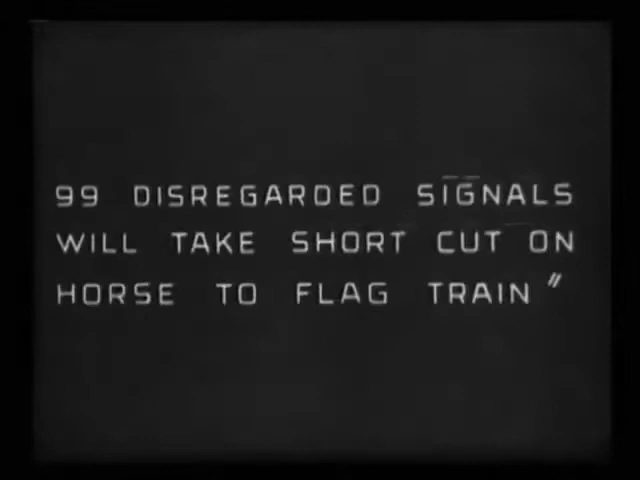 99 DISREGARDED SIGNALS
WILL TAKE SHORT CUT ON
HORSE TO FLAG TRAIN"